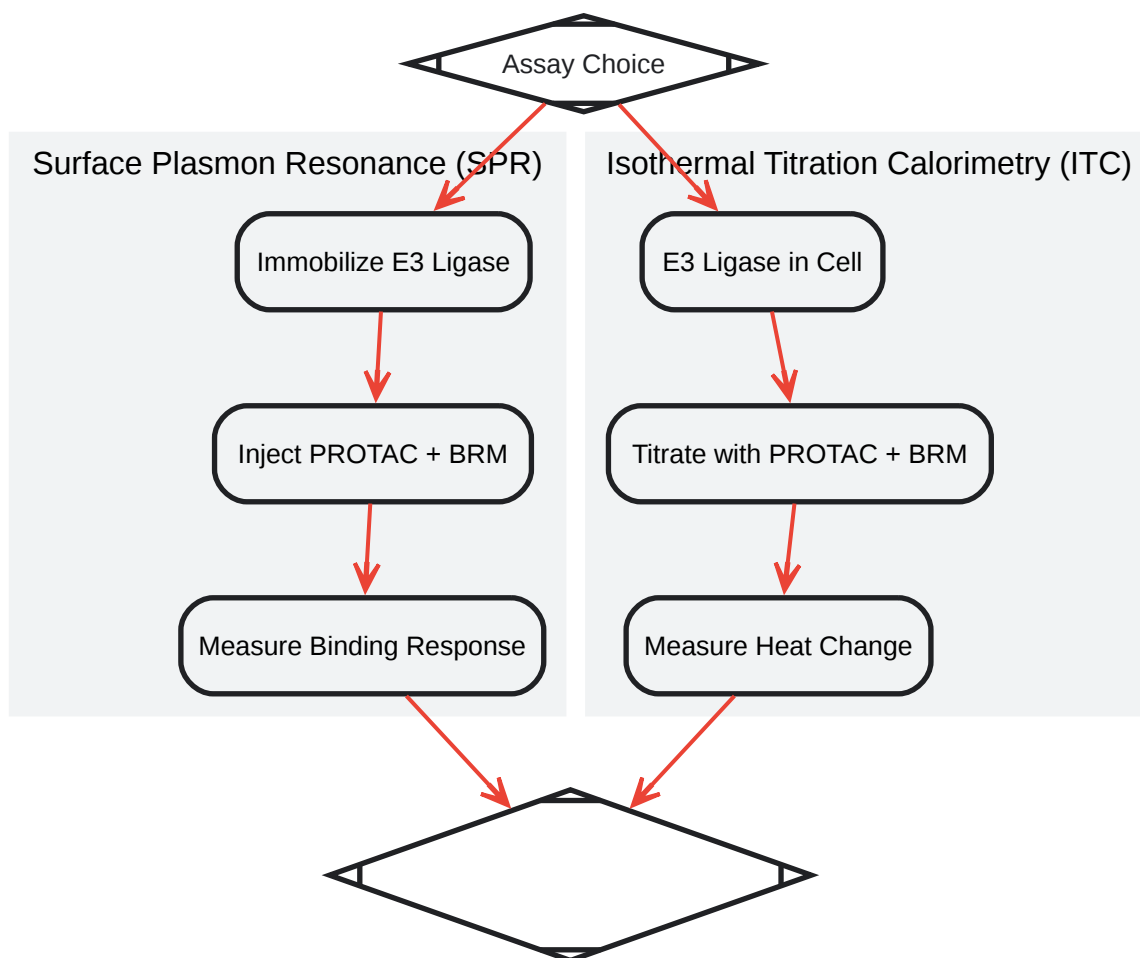 Assay Choice
Surface Plasmon Resonance (SPR)
Isothermal Titration Calorimetry (ITC)
Immobilize E3 Ligase
E3 Ligase in Cell
Inject PROTAC + BRM
Titrate with PROTAC + BRM
Measure Binding Response
Measure Heat Change